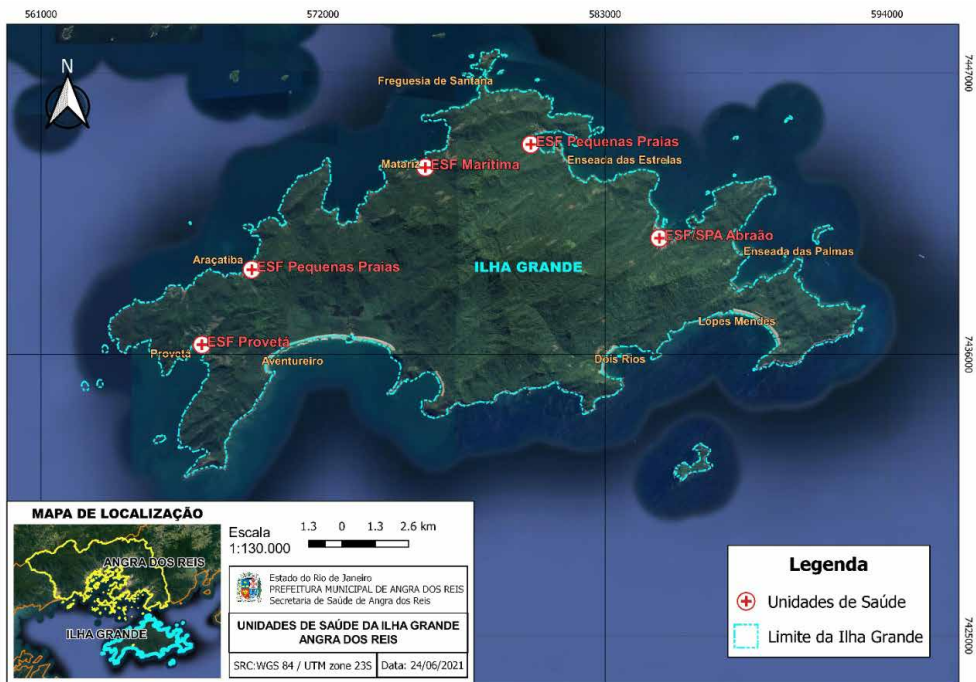 561000
572000
583000
594000
N
7447000
Freguesia de Santana
ESF Pequenas Praias
Matariz
ESF Marítima
Enseaca das Estrelas
ESF/SPA Abraão
Araçatiba
ESF Pequenas Praias
ILHA GRANDE
Enseada das Palmas
Lopes Mendes
Provetá
ESF Provetá
Aventureiro
Dois Rios
7436000
MAPA DE LOCALIZAÇÃO
ANGRA DOS REIS
ILHA GRANDE
Escala
1:130.000
1.3 0 1.3 2.6 km
Estado do Rio de Janeiro
PREFEITURA MUNICIPAL DE ANGRA DOS REIS
Secretaria de Saúde de Angra dos Reis
UNIDADES DE SAÚDE DA ILHA GRANDE
ANGRA DOS REIS
SRC:WGS 84 / UTM zone 23S
Data: 24/06/2021
Legenda
Unidades de Saúde
Limite da Ilha Grande
7425000